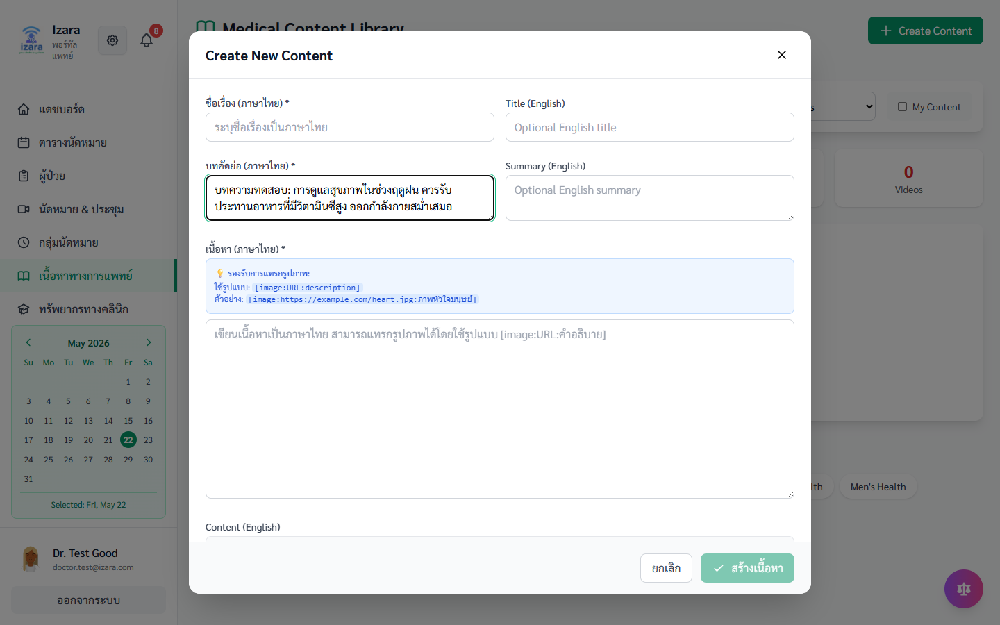 Izara
พอร์ทัล
แพทย์
izara
8
แดชบอร์ด
ตารางนัดหมาย
ผู้ป่วย
นัดหมาย & ประชุม
กลุ่มนัดหมาย
เนื้อหาทางการแพทย์
ทรัพยากรทางคลินิก
May 2026
Su Mo Tu We Th Fr Sa
1 2
3 4 5 6 7 8 9
10 11 12 13 14 15 16
17 18 19 20 21 22 23
24 25 26 27 28 29 30
31
Selected: Fri, May 22
Dr. Test Good
doctor.test@izara.com
ออกจากระบบ
Medical Content Library
Create Content
s
My Content
0
Videos
lth
Men's Health
Create New Content
ชื่อเรื่อง (ภาษาไทย) *
ระบุชื่อเรื่องเป็นภาษาไทย
Title (English)
Optional English title
บทคัดย่อ (ภาษาไทย) *
บทความทดสอบ: การดูแลสุขภาพในช่วงฤดูฝน ควรรับ
ประทานอาหารที่มีวิตามินซีสูง ออกกำลังกายสม่ำเสมอ
Summary (English)
Optional English summary
เนื้อหา (ภาษาไทย) *
💡 รองรับการแทรกรูปภาพ:
ใช้รูปแบบ: [image:URL:description]
ตัวอย่าง: [image:https://example.com/heart.jpg:ภาพหัวใจมนุษย์]
เขียนเนื้อหาเป็นภาษาไทย สามารถแทรกรูปภาพได้โดยใช้รูปแบบ [image:URL:คำอธิบาย]
Content (English)
ยกเลิก
สร้างเนื้อหา